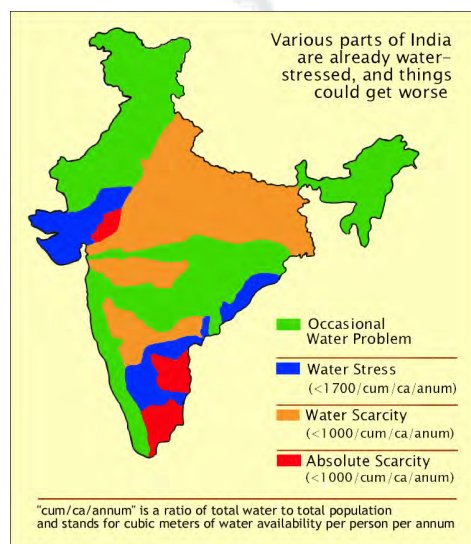 Various parts of India
are already water-
stressed, and things
could get worse
Occasional
Water Problem
Water Stress
(<1700/cum/ca/anum)
Water Scarcity
(<1000/cum/ca/anum)
Absolute Scarcity
(<1000/cum/ca/anum)
"cum/ca/annum" is a ratio of total water to total population
and stands for cubic meters of water availability per person per annum